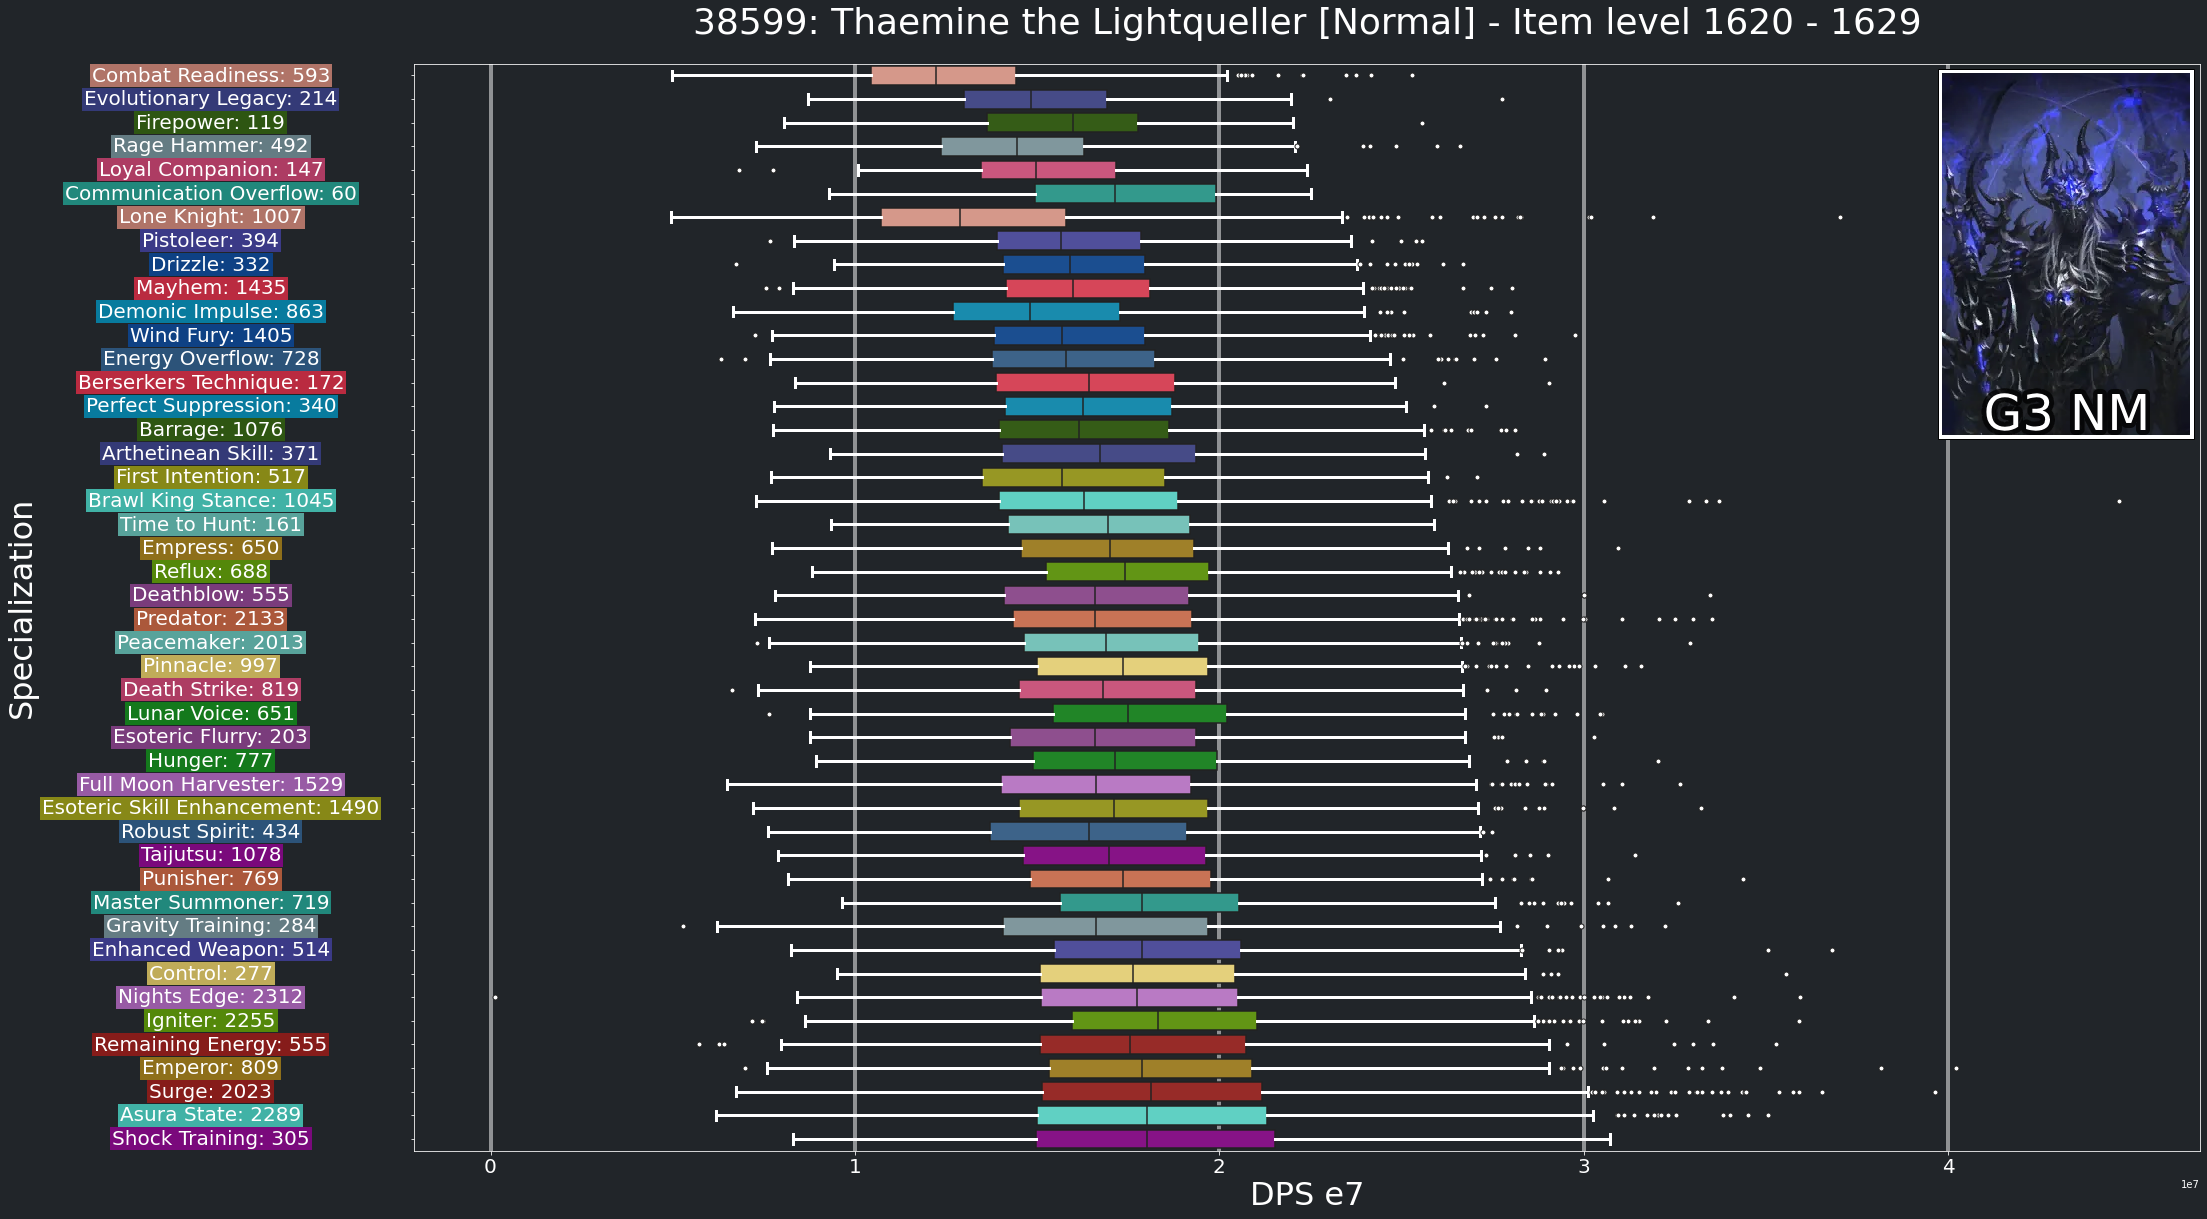 38599: Thaemine the Lightqueller [Normal] - Item level 1620 - 1629
Combat Readiness: 593
Evolutionary Legacy: 214
Firepower: 119
Rage Hammer: 492
Loyal Companion: 147
Communication Overflow: 60
Lone Knight: 1007
Pistoleer: 394
Drizzle: 332
Mayhem: 1435
Demonic Impulse: 863
Wind Fury: 1405
Energy Overflow: 728
Berserkers Technique: 172
Perfect Suppression: 340
Barrage: 1076
Arthetinean Skill: 371
First Intention: 517
Brawl King Stance: 1045
Time to Hunt: 161
Empress: 650
Reflux: 688
Deathblow: 555
Predator: 2133
Peacemaker: 2013
Pinnacle: 997
Death Strike: 819
Lunar Voice: 651
Esoteric Flurry: 203
Hunger: 777
Full Moon Harvester: 1529
Esoteric Skill Enhancement: 1490
Robust Spirit: 434
Taijutsu: 1078
Punisher: 769
Master Summoner: 719
Gravity Training: 284
Enhanced Weapon: 514
Control: 277
Nights Edge: 2312
Igniter: 2255
Remaining Energy: 555
Emperor: 809
Surge: 2023
Asura State: 2289
Shock Training: 305
Specialization
G3 NM
0 1 2 3 4
DPS e7
1e7